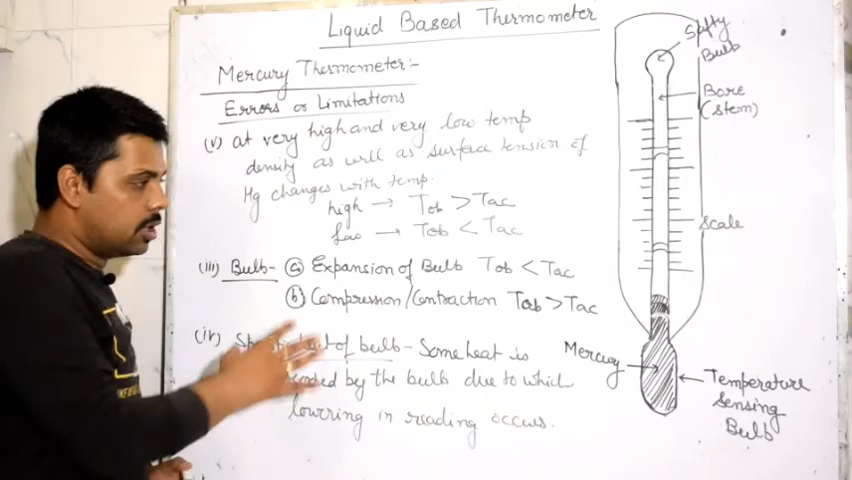 Liquid Based Thermometer
Mercury Thermometer:-
Errors or Limitations
(v) at very high and very low temp
density as well as surface tension of
Hg changes with temp.
high → Tob > Tac
→ Tob < Tac
(iii) Bulb- (a) Expansion of Bulb Tob < Tac
(b) Compression/Contraction Tob > Tac
(iv) of bulb - Some heat is
by the bulb due to which
lowering in reading occurs.
Safty
Bulb
Bore
(stem)
Scale
Mercury
Temperature
Sensing
Bulb